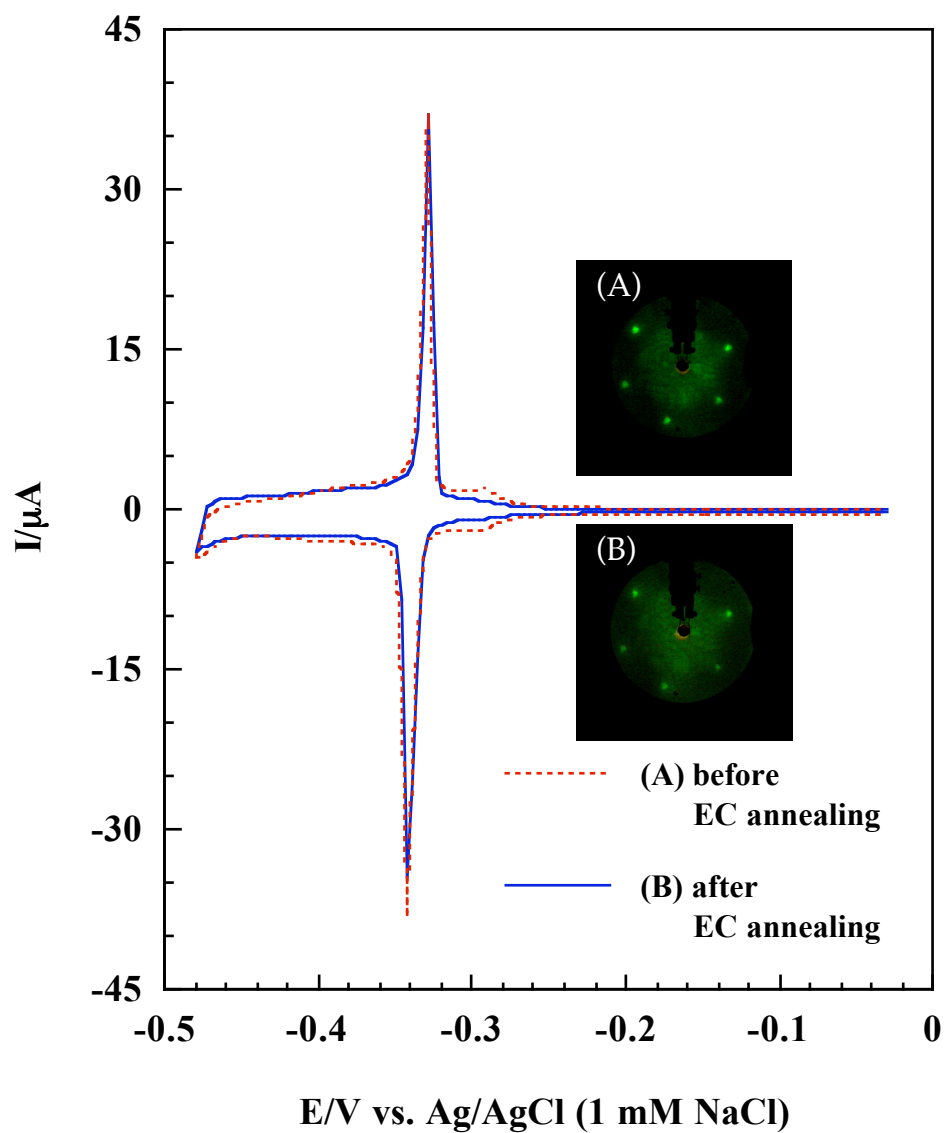 45
30
15
0
-15
-30
-45
I/μA
(A)
(B)
(A) before
EC annealing
(B) after
EC annealing
-0.5
-0.4
-0.3
-0.2
-0.1
0
E/V vs. Ag/AgCl (1 mM NaCl)